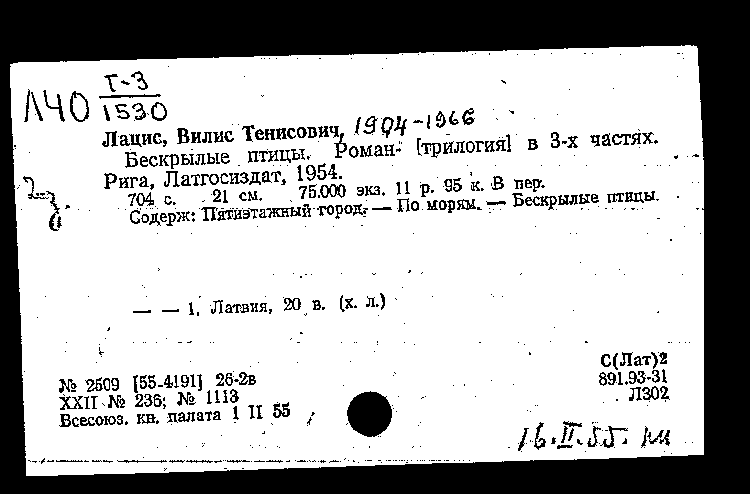 Г-3
Л40 1530
Лацис, Вилис Тенисович, 1904-1966
Бескрылые птицы. Роман- [трилогия] в 3-х частях.
Рига, Латгосиздат, 1954.
704 с. 21 см. 75.000 экз. 11 р. 95 к. В пер.
Содерж: Пятиэтажный город. — По морям. — Бескрылые птицы.
— — 1. Латвия, 20 в. (х. л.)
С(Лат)2
№ 2509 [55-4191] 26-2в 891.93-31
XXII № 236; № 1113 Л302
Всесоюз. кн. палата 1 II 55
16.II.55.